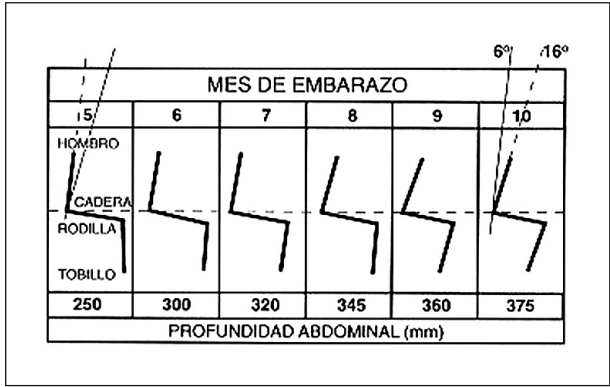 6º 16º
MES DE EMBARAZO
5 6 7 8 9 10
HOMBRO
CADERA
RODILLA
TOBILLO
250 300 320 345 360 375
PROFUNDIDAD ABDOMINAL (mm)